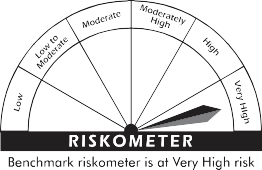 Low
Low to
Moderate
Moderate
Moderately
High
High
Very High
RISKOMETER
Benchmark riskometer is at Very High risk